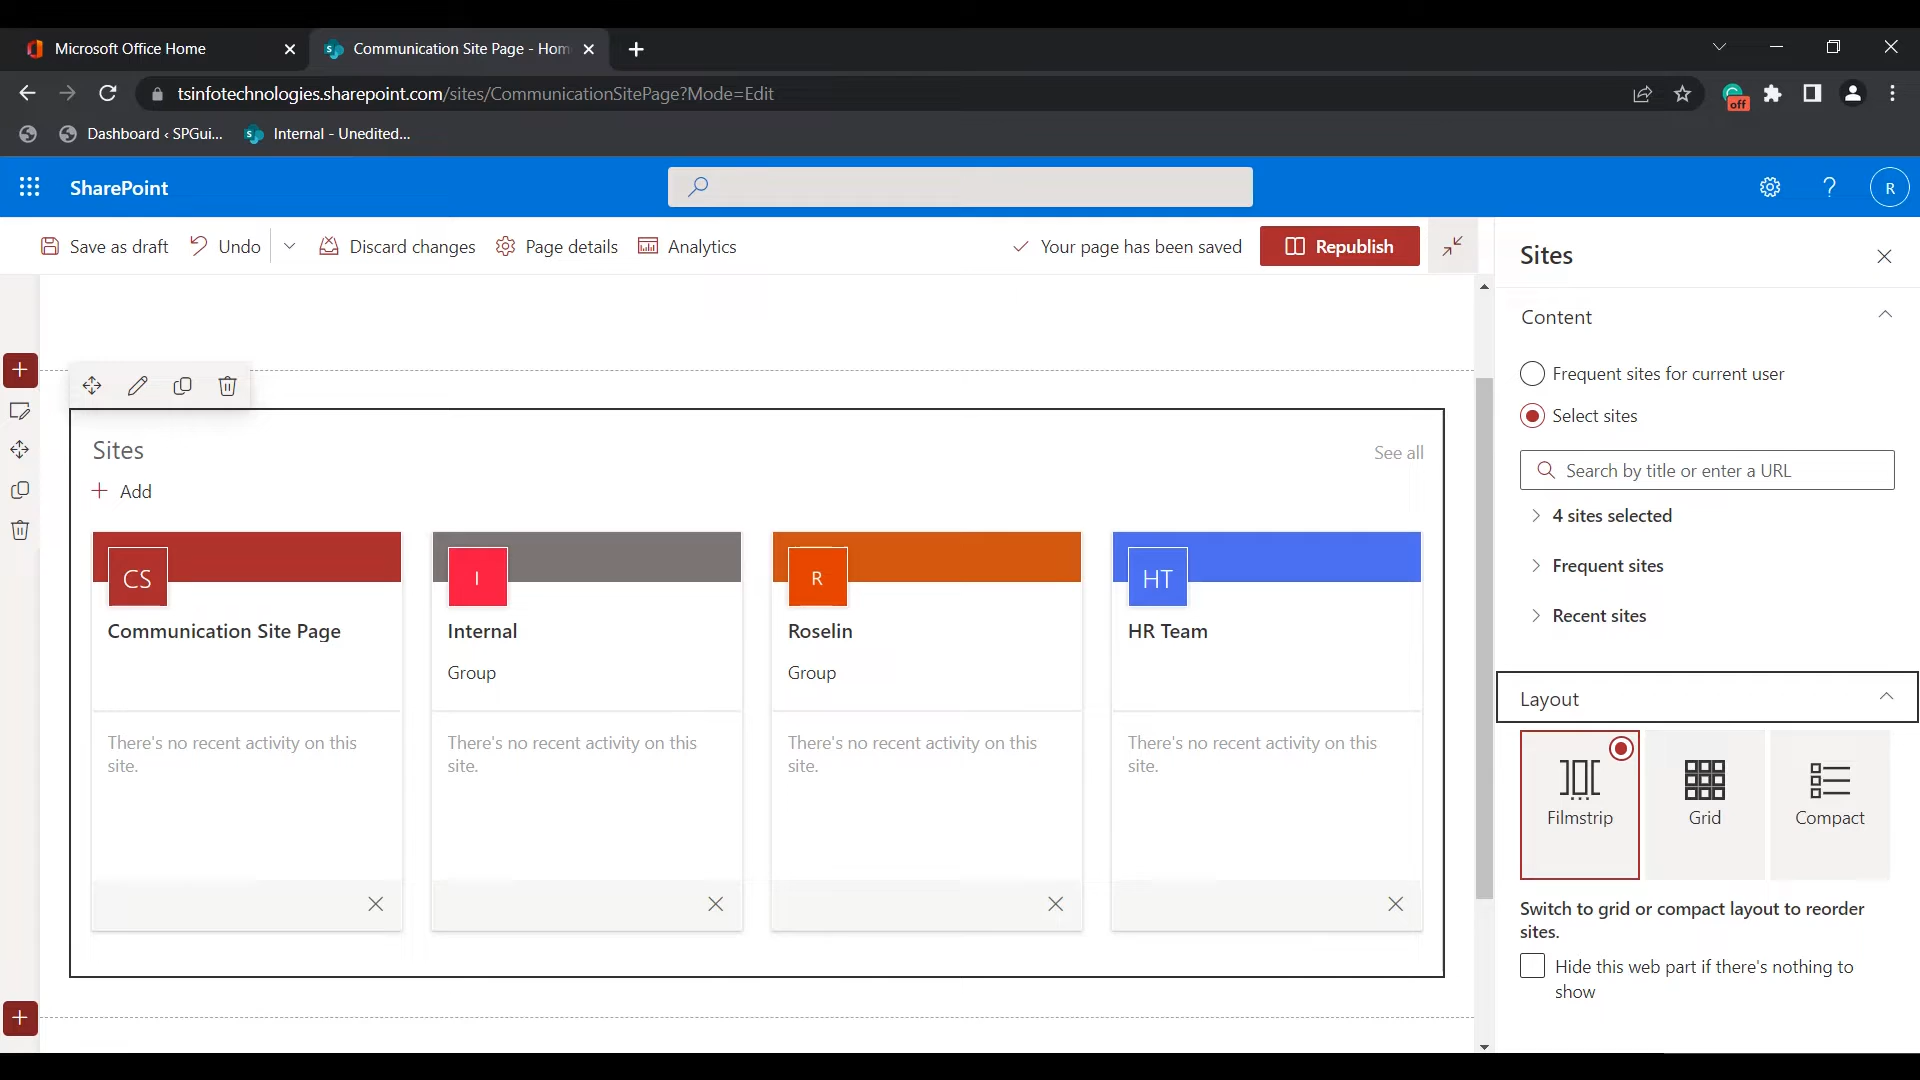 Microsoft Office Home
Communication Site Page - Hom
tsinfotechnologies.sharepoint.com/sites/CommunicationSitePage?Mode=Edit
off
Dashboard ‹ SPGui...
S
Internal - Unedited...
SharePoint
?
R
Save as draft
Undo
Discard changes
Page details
Analytics
Your page has been saved
Republish
Sites
See all
Add
CS
Communication Site Page
There's no recent activity on this
site.
I
Internal
Group
There's no recent activity on this
site.
R
Roselin
Group
There's no recent activity on this
site.
HT
HR Team
There's no recent activity on this
site.
Sites
Content
Frequent sites for current user
Select sites
Search by title or enter a URL
4 sites selected
Frequent sites
Recent sites
Layout
Filmstrip
Grid
Compact
Switch to grid or compact layout to reorder
sites.
Hide this web part if there's nothing to
show